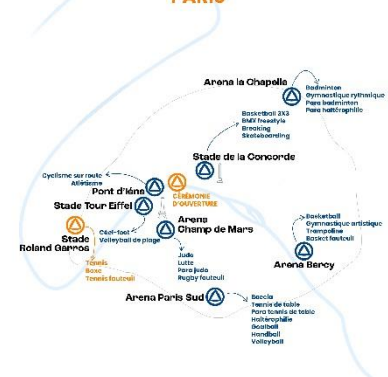 PARIS
Arena la Chapelle
Badminton
Gymnastique rythmique
Para badminton
Para haltérophilie
Basketball 3X3
BMX freestyle
Breaking
Skateboarding
Stade de la Concorde
Cyclisme sur route
Atlétisme
Pont d'Iéna
CÉRÉMONIE
D'OUVERTURE
Stade Tour Eiffel
Céci-foot
Volleyball de plage
Arena
Champ de Mars
Judo
Lutte
Para judo
Rugby fauteuil
Stade
Roland Garros
Tennis
Boxe
Tennis fauteuil
Basketball
Gymnastique artistique
Trampoline
Basket fauteuil
Arena Bercy
Arena Paris Sud
Boccia
Tennis de table
Para tennis de table
Haltérophilie
Goalball
Handball
Volleyball